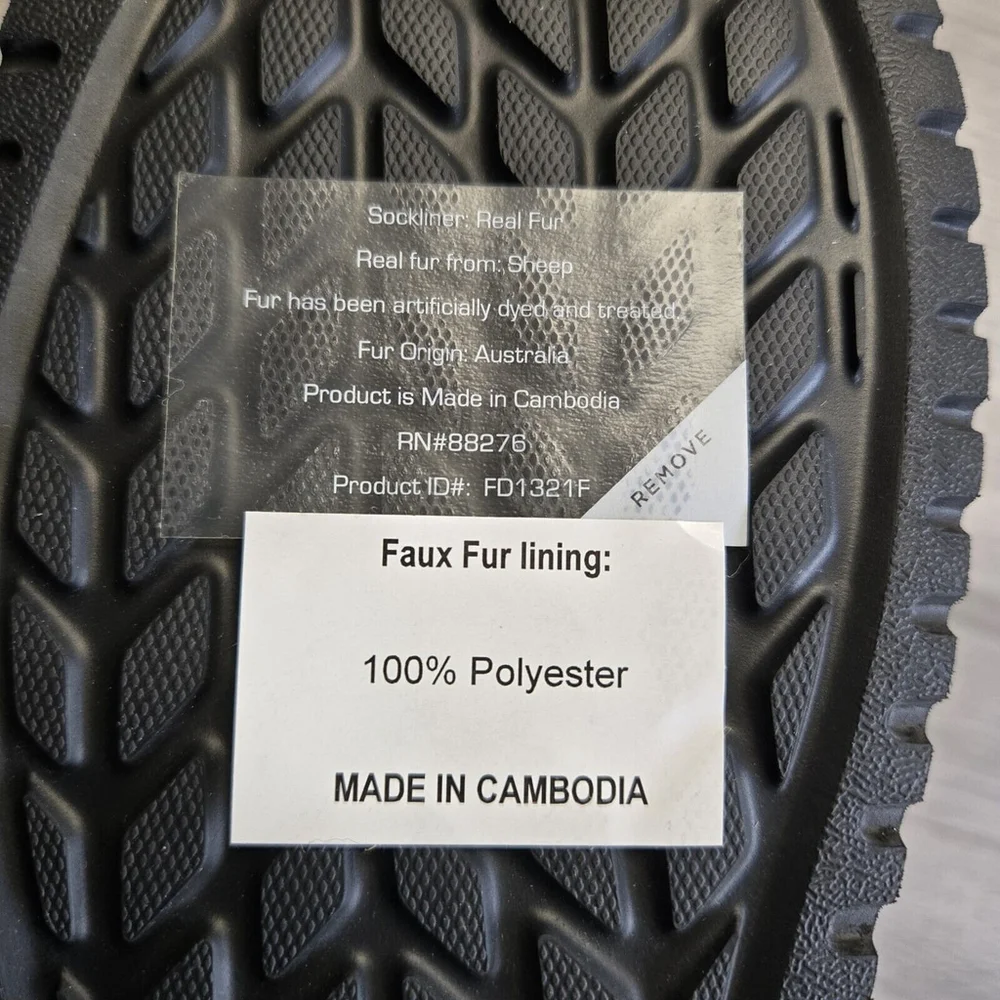 Sockliner: Real Fur
Real fur from: Sheep
Fur has been artificially dyed and treated.
Fur Origin: Australia
Product is Made in Cambodia
RN#88276
Product ID#: FD1321F
REMOVE
Faux Fur lining:
100% Polyester
MADE IN CAMBODIA